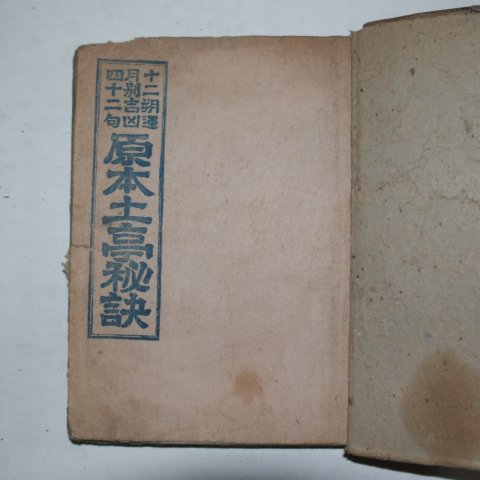 十二朔運
月別吉凶
四十二句
原本土亭秘訣